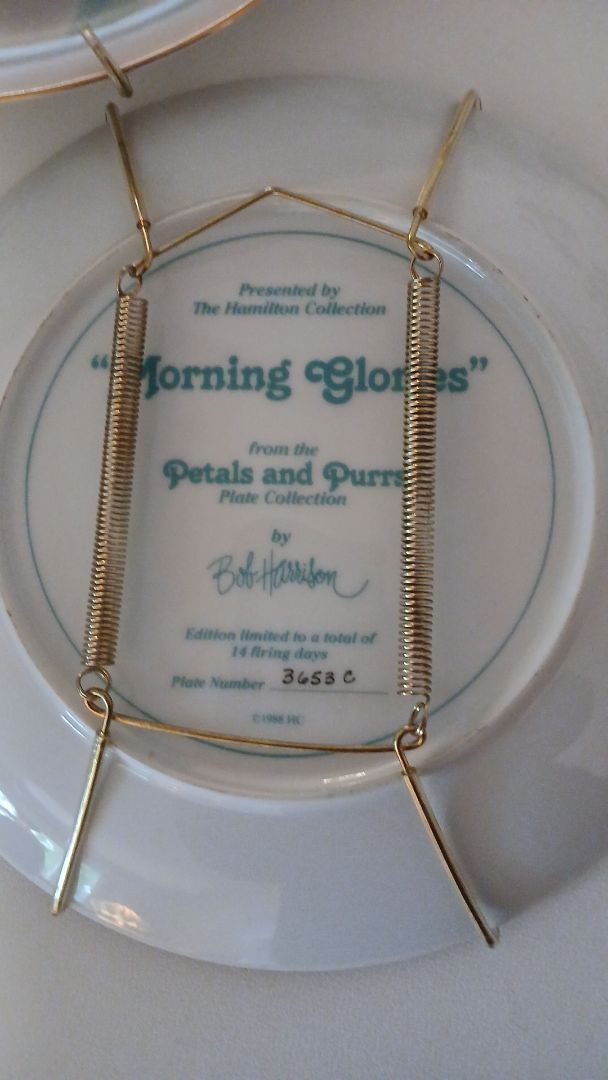 Presented by
The Hamilton Collection
“Morning Glories”
from the
Petals and Purrs
Plate Collection
by
Bob Harrison
Edition limited to a total of
14 firing days
Plate Number 3653 C
©1988 HC